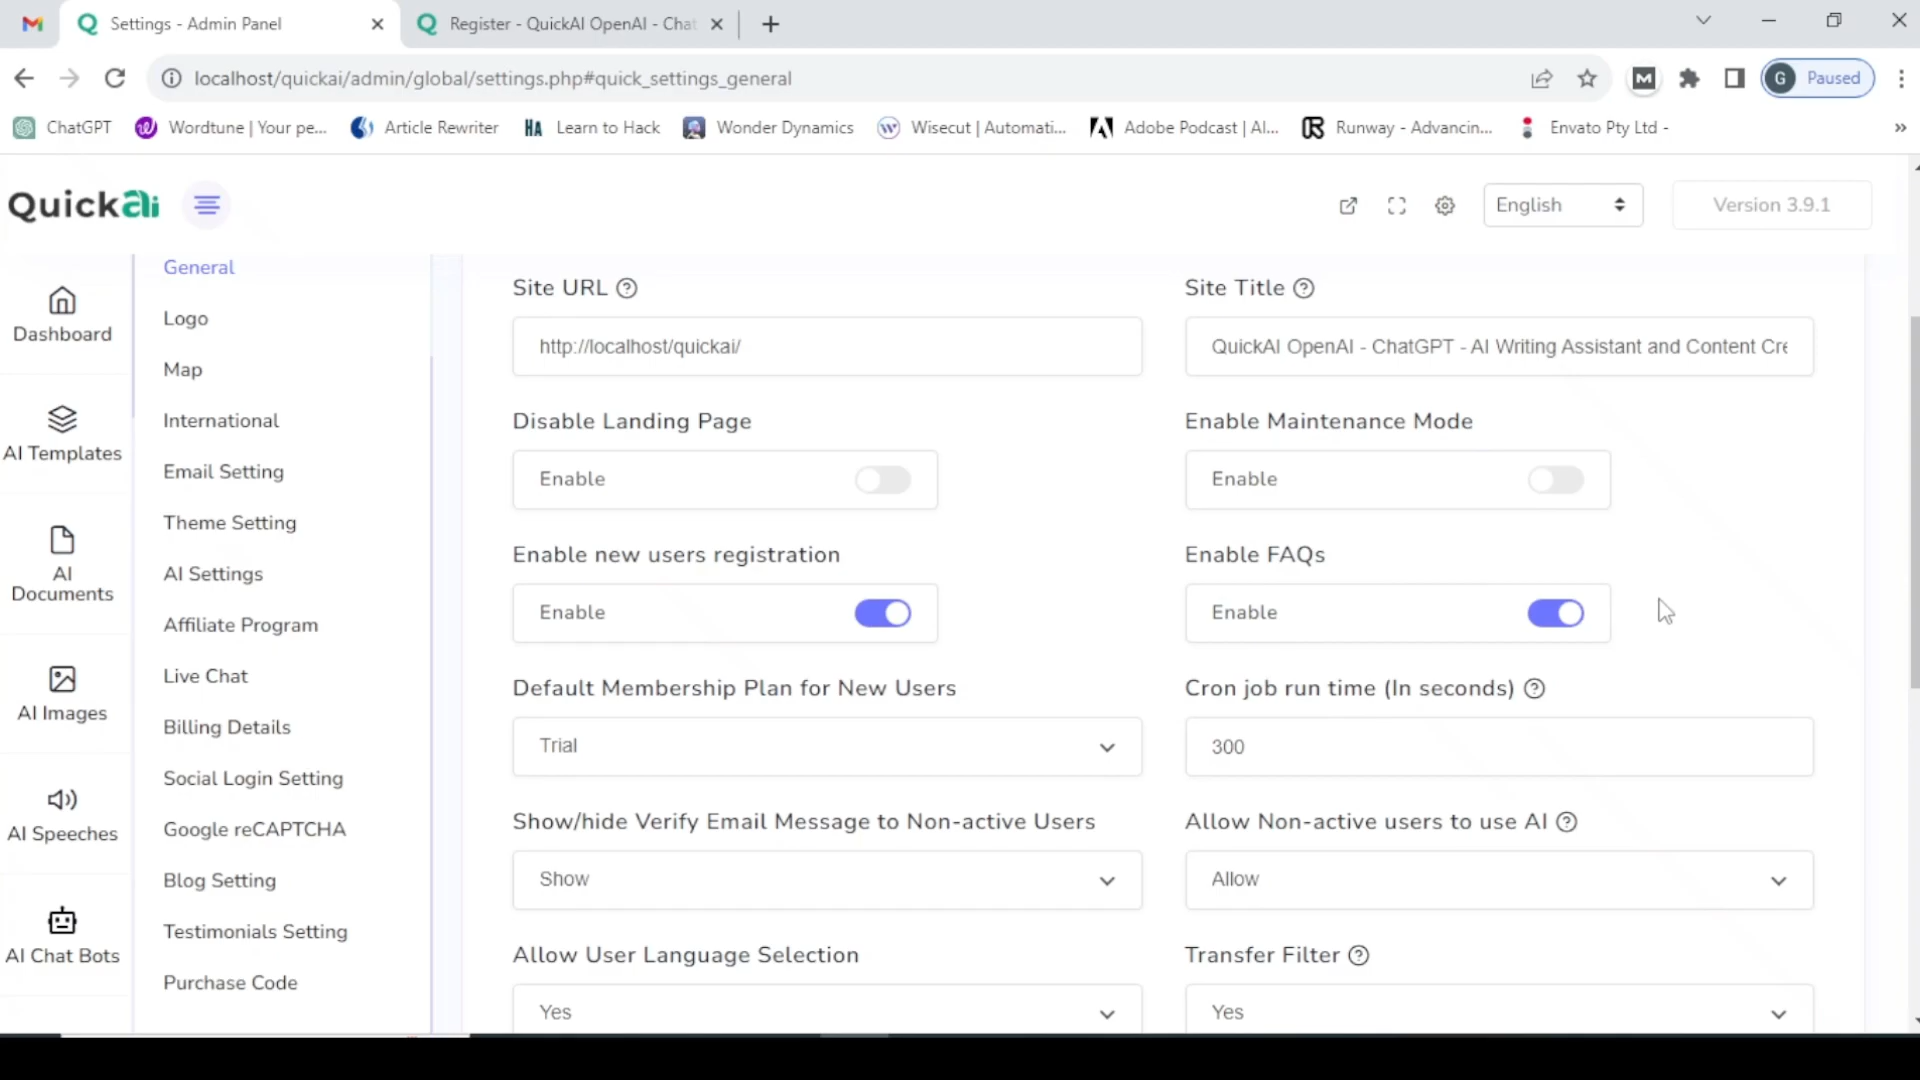 Settings - Admin Panel
Register - QuickAI OpenAI - Chat
localhost/quickai/admin/global/settings.php#quick_settings_general
G Paused
ChatGPT
Wordtune | Your pe...
Article Rewriter
HA Learn to Hack
Wonder Dynamics
Wisecut | Automati...
Adobe Podcast | AI...
Runway - Advancin...
Envato Pty Ltd -
QuickAi
English
Version 3.9.1
Dashboard
AI Templates
AI
Documents
AI Images
AI Speeches
AI Chat Bots
General
Logo
Map
International
Email Setting
Theme Setting
AI Settings
Affiliate Program
Live Chat
Billing Details
Social Login Setting
Google reCAPTCHA
Blog Setting
Testimonials Setting
Purchase Code
Site URL
http://localhost/quickai/
Site Title
QuickAI OpenAI - ChatGPT - AI Writing Assistant and Content Cre
Disable Landing Page
Enable
Enable Maintenance Mode
Enable
Enable new users registration
Enable
Enable FAQs
Enable
Default Membership Plan for New Users
Trial
Cron job run time (In seconds)
300
Show/hide Verify Email Message to Non-active Users
Show
Allow Non-active users to use AI
Allow
Allow User Language Selection
Yes
Transfer Filter
Yes